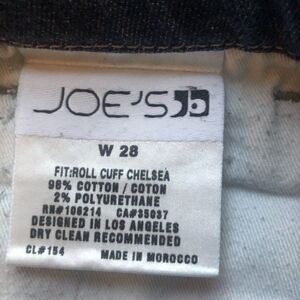 JOE'S
W 28
FIT:ROLL CUFF CHELSEA
98% COTTON / COTON
2% POLYURETHANE
RN#106214 CA#35037
DESIGNED IN LOS ANGELES
DRY CLEAN RECOMMENDED
CL#154 MADE IN MOROCCO